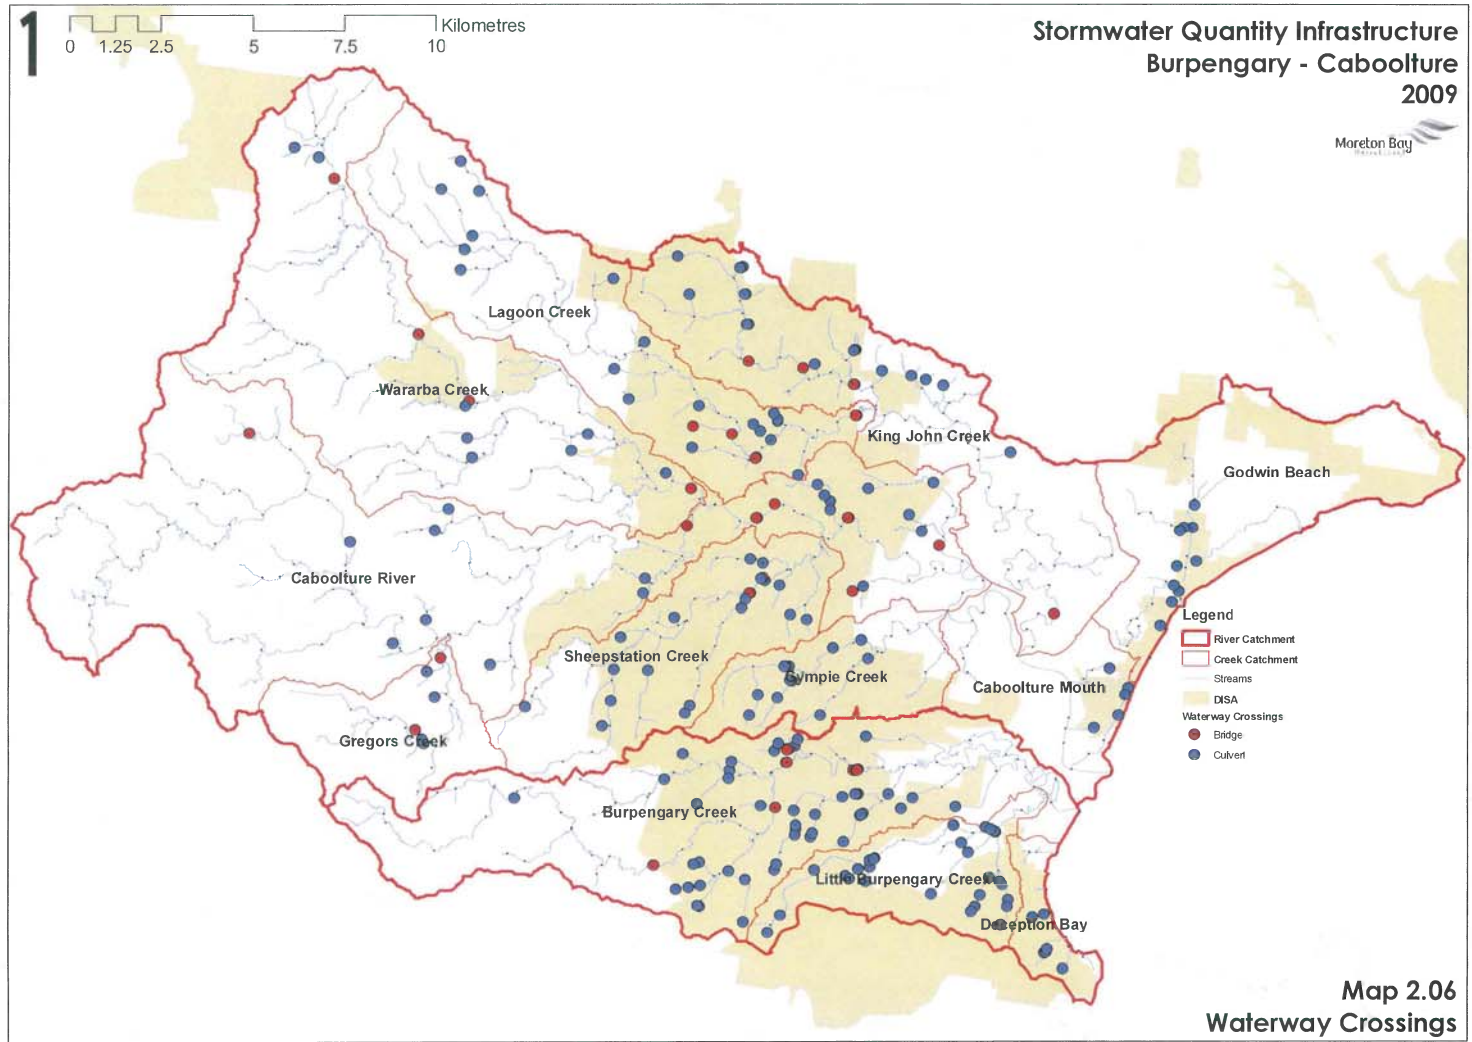 1
Kilometres
0 1.25 2.5 5 7.5 10
Stormwater Quantity Infrastructure
Burpengary - Caboolture
2009
Moreton Bay
Lagoon Creek
Wararba Creek
King John Creek
Godwin Beach
Caboolture River
Sheepstation Creek
Gympie Creek
Caboolture Mouth
Gregors Creek
Burpengary Creek
Little Burpengary Creek
Deception Bay
Legend
River Catchment
Creek Catchment
Streams
DISA
Waterway Crossings
Bridge
Culvert
Map 2.06
Waterway Crossings